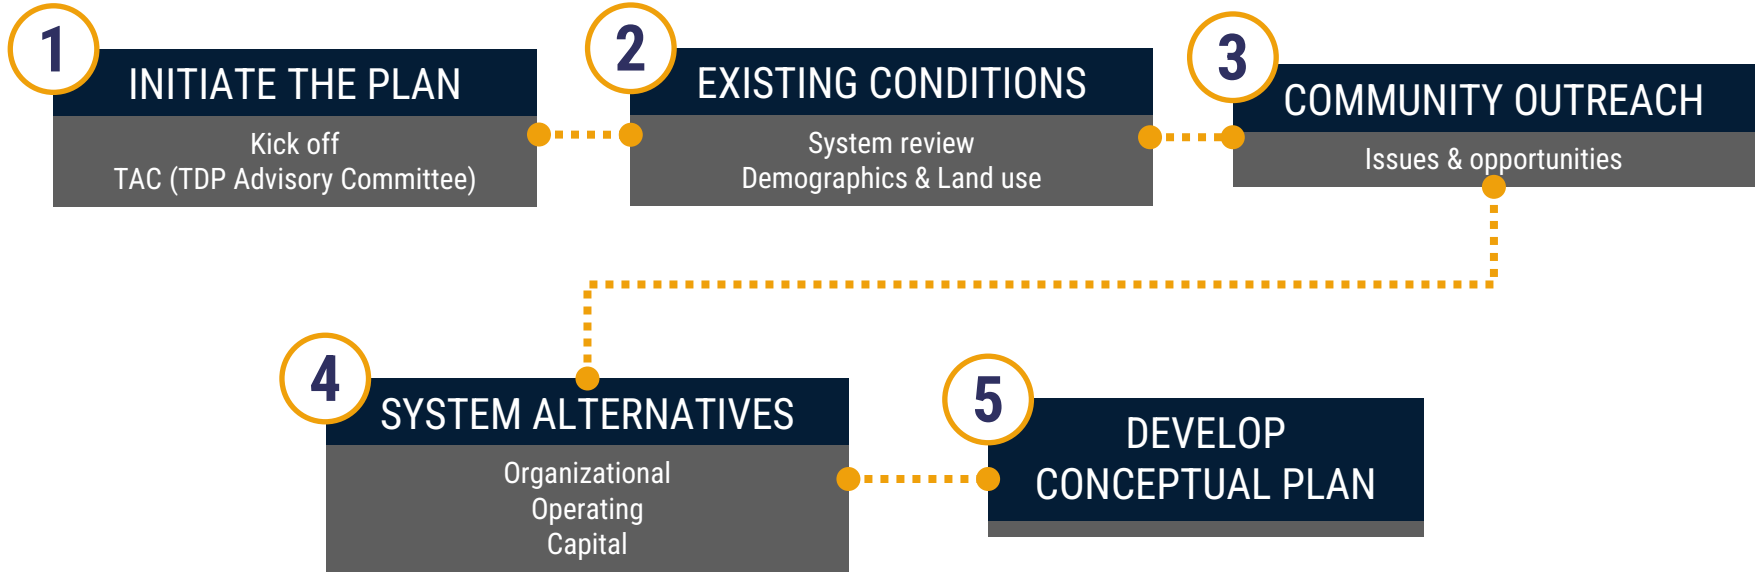 1
INITIATE THE PLAN
Kick off
TAC (TDP Advisory Committee)
2
EXISTING CONDITIONS
System review
Demographics & Land use
3
COMMUNITY OUTREACH
Issues & opportunities
4
SYSTEM ALTERNATIVES
Organizational
Operating
Capital
5
DEVELOP
CONCEPTUAL PLAN